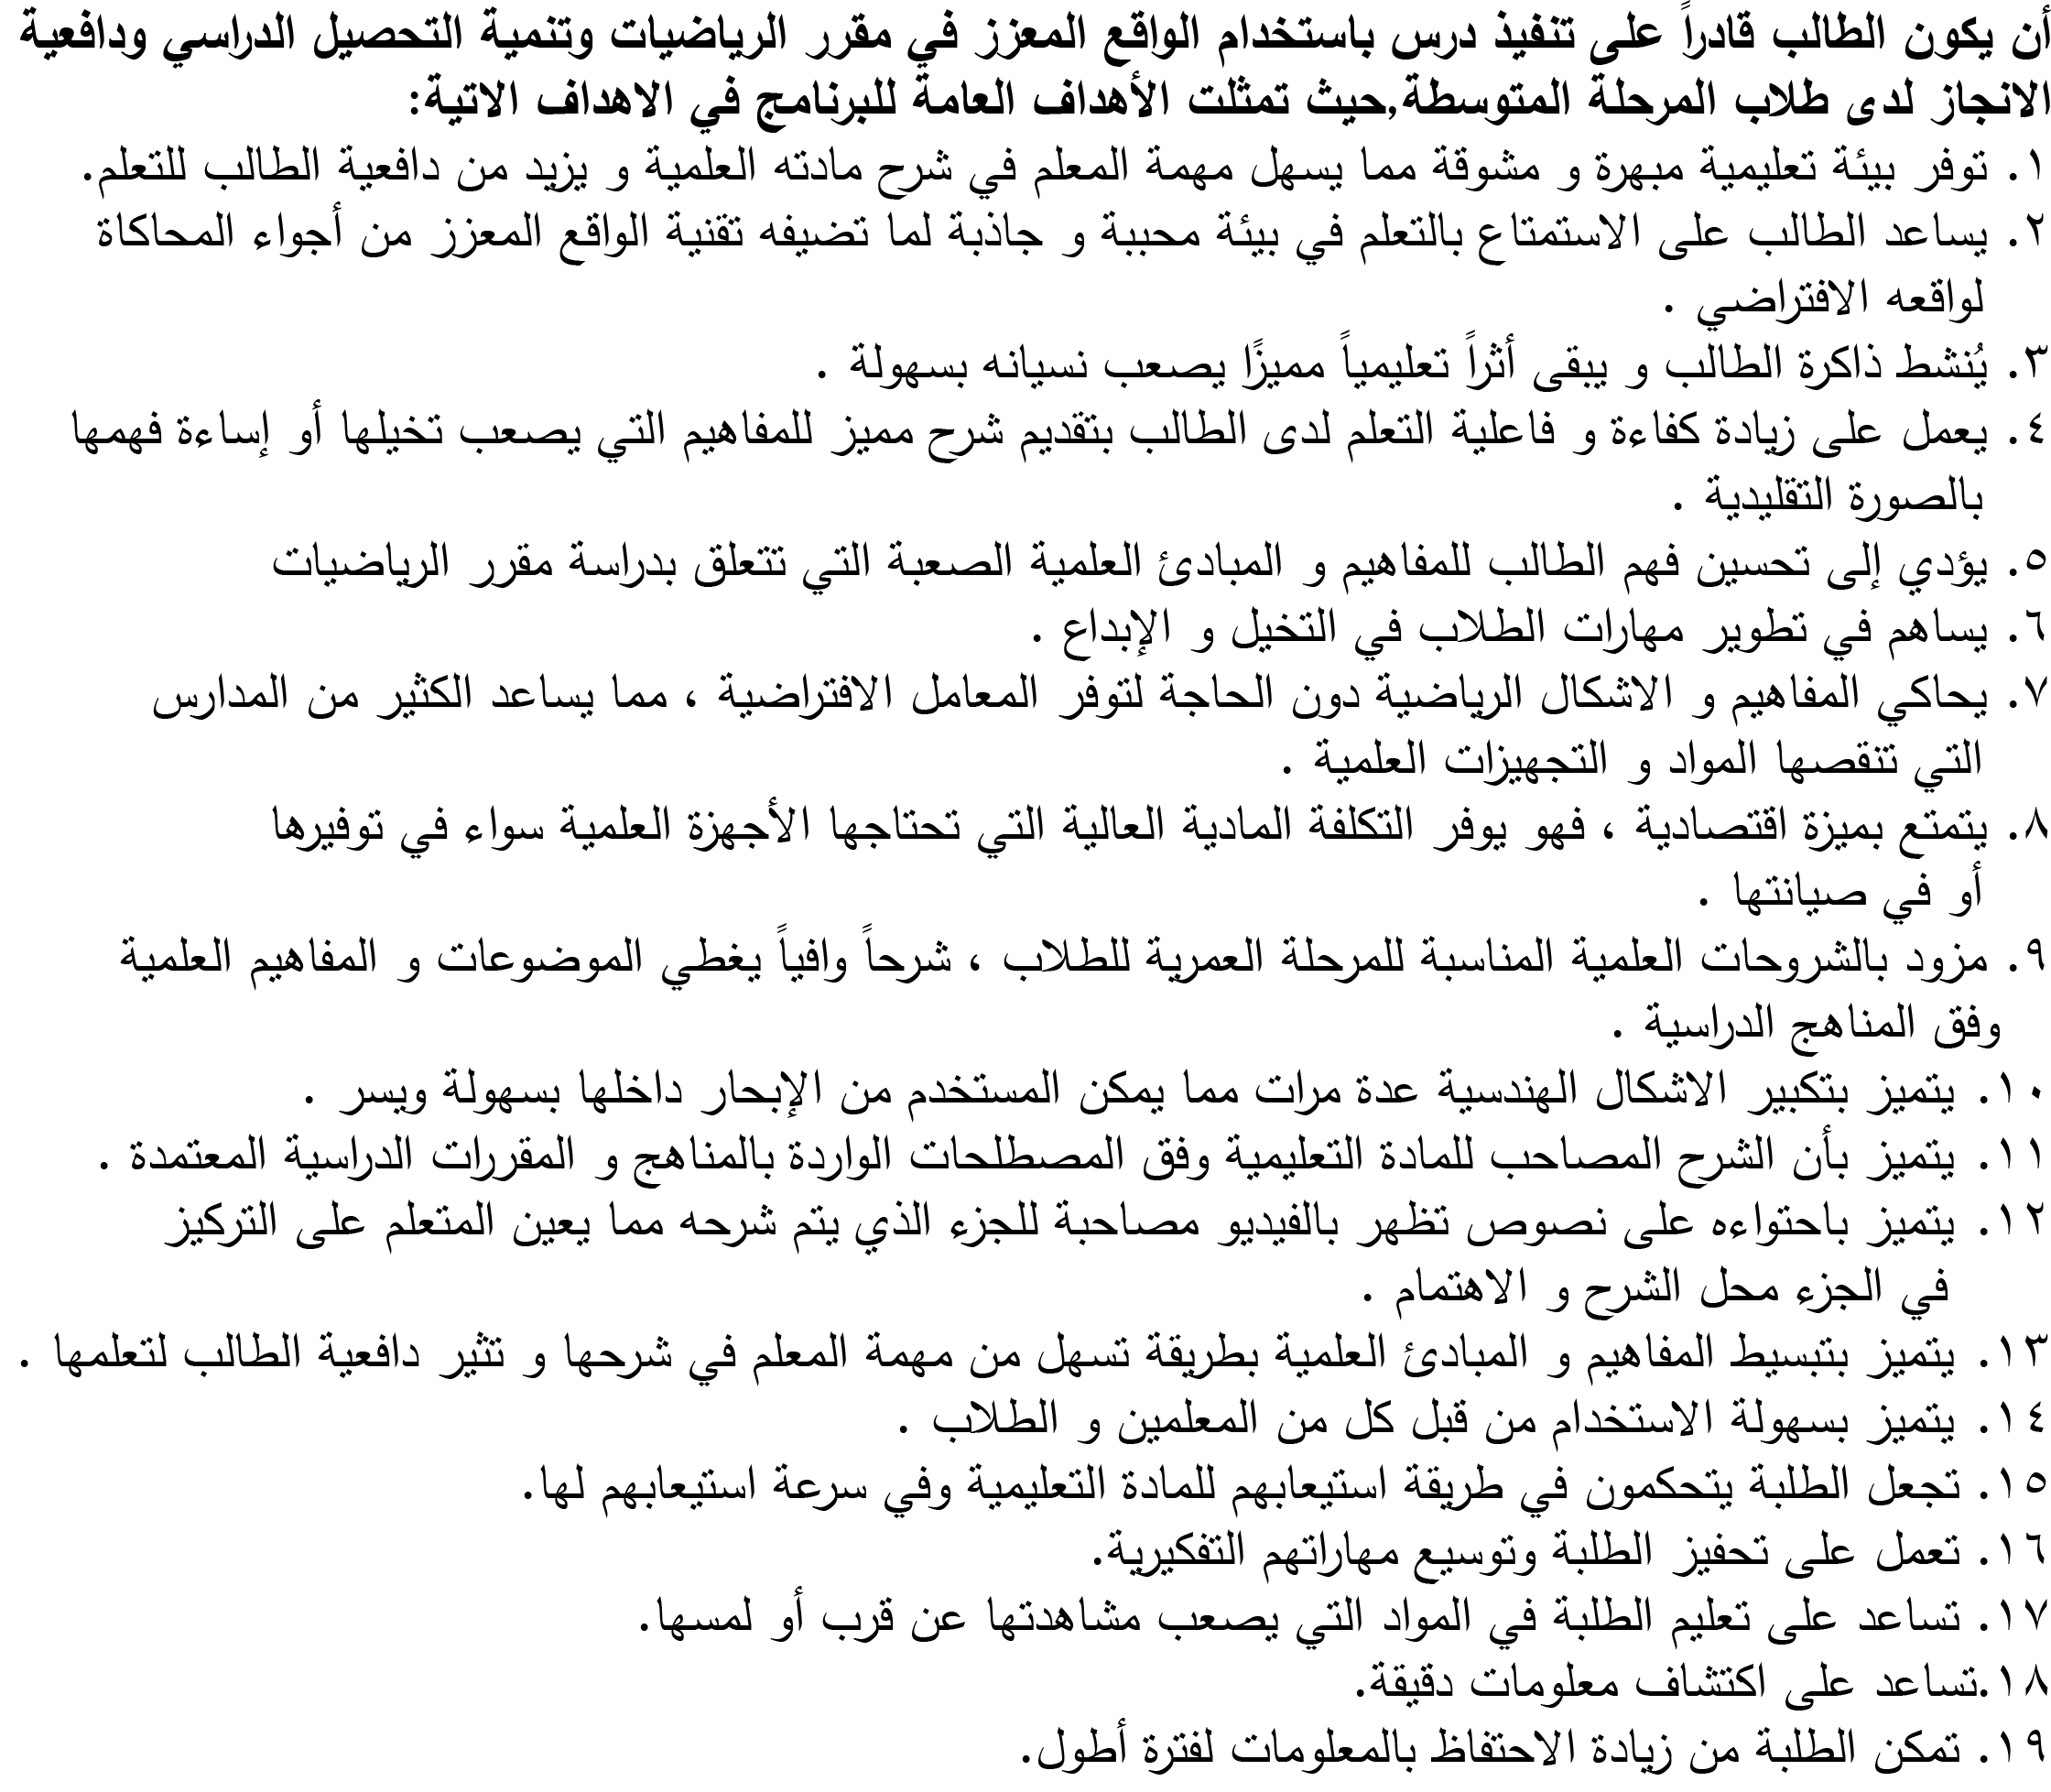 أن يكون الطالب قادراً على تنفيذ درس باستخدام الواقع المعزز في مقرر الرياضيات وتنمية التحصيل الدراسي ودافعية
الانجاز لدى طلاب المرحلة المتوسطة,حيث تمثلت الأهداف العامة للبرنامج في الاهداف الاتية:
١. توفر بيئة تعليمية مبهرة و مشوقة مما يسهل مهمة المعلم في شرح مادته العلمية و يزيد من دافعية الطالب للتعلم.
٢. يساعد الطالب على الاستمتاع بالتعلم في بيئة محببة و جاذبة لما تضيفه تقنية الواقع المعزز من أجواء المحاكاة
لواقعه الافتراضي .
٣. يُنشط ذاكرة الطالب و يبقى أثراً تعليمياً مميزًا يصعب نسيانه بسهولة .
٤. يعمل على زيادة كفاءة و فاعلية التعلم لدى الطالب بتقديم شرح مميز للمفاهيم التي يصعب تخيلها أو إساءة فهمها
بالصورة التقليدية .
٥. يؤدي إلى تحسين فهم الطالب للمفاهيم و المبادئ العلمية الصعبة التي تتعلق بدراسة مقرر الرياضيات
٦. يساهم في تطوير مهارات الطلاب في التخيل و الإبداع .
٧. يحاكي المفاهيم و الاشكال الرياضية دون الحاجة لتوفر المعامل الافتراضية ، مما يساعد الكثير من المدارس
التي تنقصها المواد و التجهيزات العلمية .
٨. يتمتع بميزة اقتصادية ، فهو يوفر التكلفة المادية العالية التي تحتاجها الأجهزة العلمية سواء في توفيرها
أو في صيانتها .
٩. مزود بالشروحات العلمية المناسبة للمرحلة العمرية للطلاب ، شرحاً وافياً يغطي الموضوعات و المفاهيم العلمية
وفق المناهج الدراسية .
١٠. يتميز بتكبير الاشكال الهندسية عدة مرات مما يمكن المستخدم من الإبحار داخلها بسهولة ويسر .
١١. يتميز بأن الشرح المصاحب للمادة التعليمية وفق المصطلحات الواردة بالمناهج و المقررات الدراسية المعتمدة .
١٢. يتميز باحتواءه على نصوص تظهر بالفيديو مصاحبة للجزء الذي يتم شرحه مما يعين المتعلم على التركيز
في الجزء محل الشرح و الاهتمام .
١٣. يتميز بتبسيط المفاهيم و المبادئ العلمية بطريقة تسهل من مهمة المعلم في شرحها و تثير دافعية الطالب لتعلمها .
١٤. يتميز بسهولة الاستخدام من قبل كل من المعلمين و الطلاب .
١٥. تجعل الطلبة يتحكمون في طريقة استيعابهم للمادة التعليمية وفي سرعة استيعابهم لها.
١٦. تعمل على تحفيز الطلبة وتوسيع مهاراتهم التفكيرية.
١٧. تساعد على تعليم الطلبة في المواد التي يصعب مشاهدتها عن قرب أو لمسها.
١٨.تساعد على اكتشاف معلومات دقيقة.
١٩. تمكن الطلبة من زيادة الاحتفاظ بالمعلومات لفترة أطول.